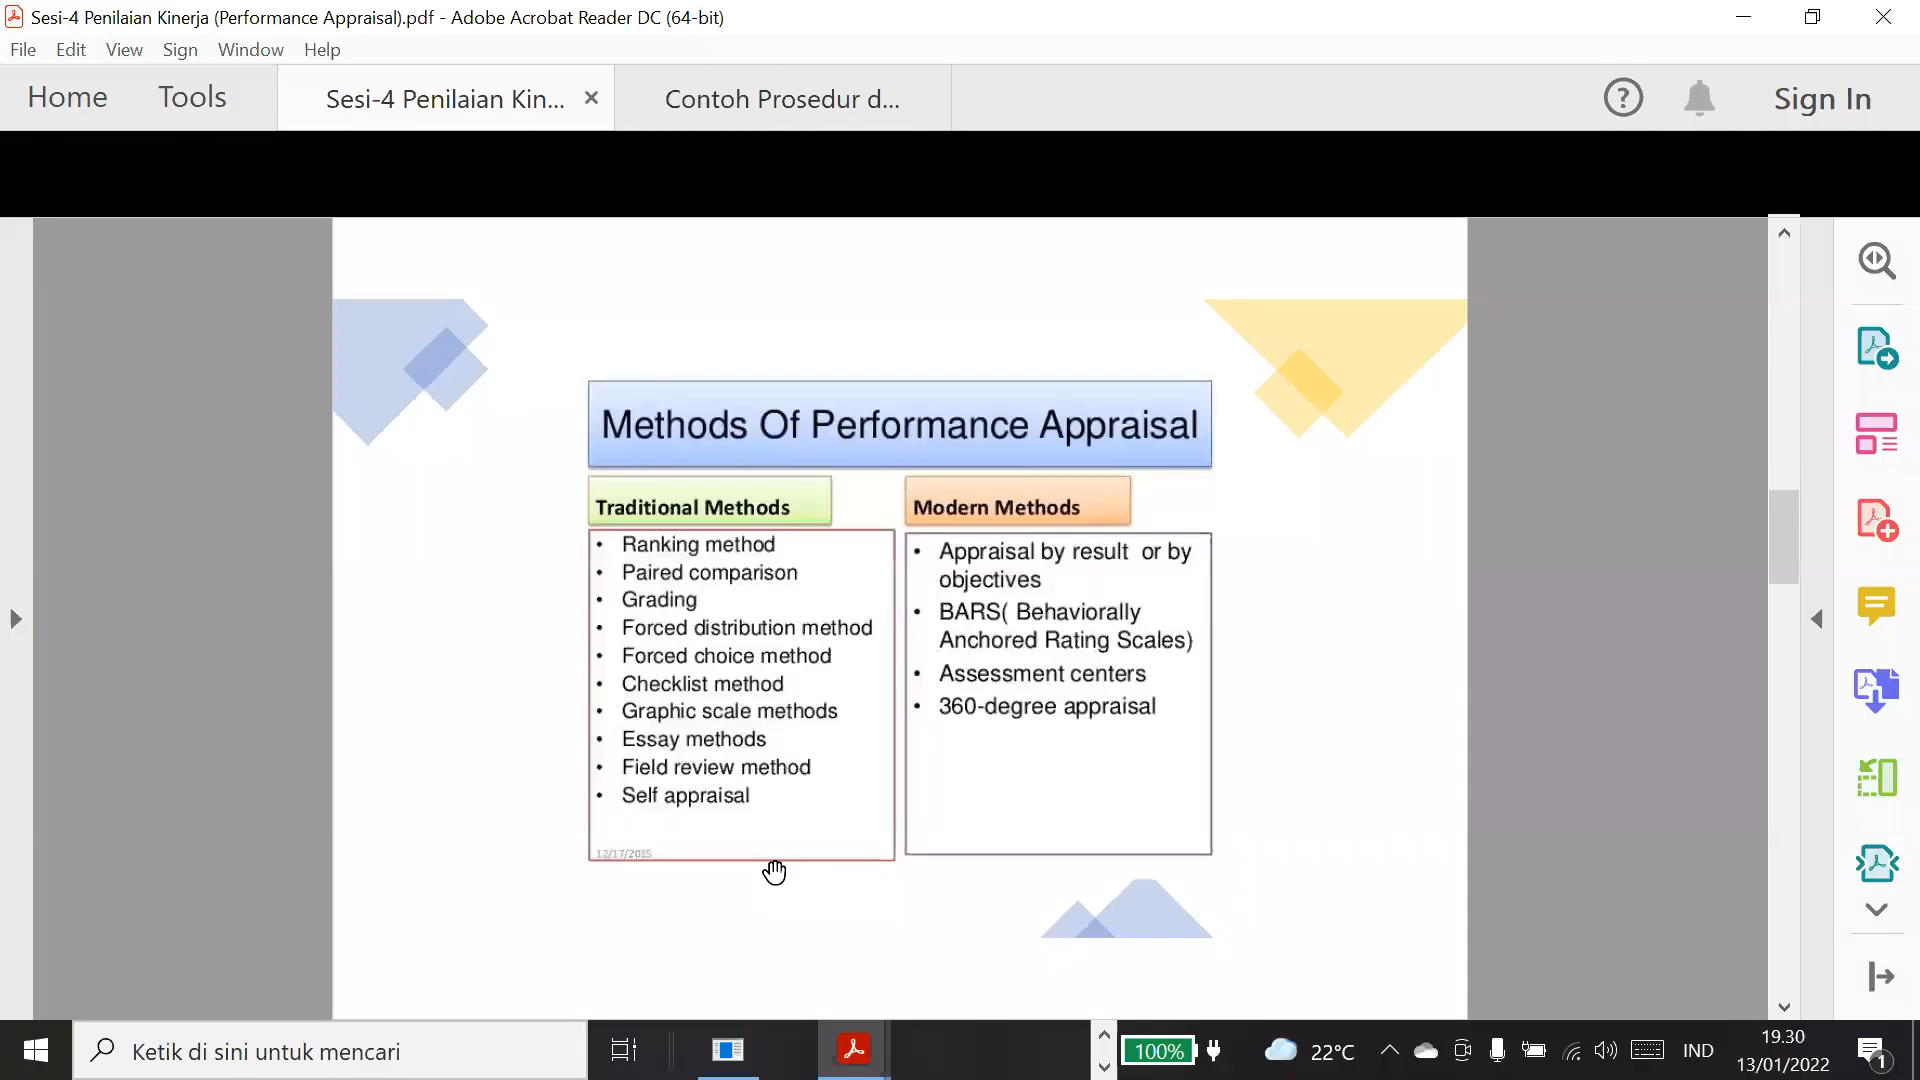 Sesi-4 Penilaian Kinerja (Performance Appraisal).pdf - Adobe Acrobat Reader DC (64-bit)
File Edit View Sign Window Help
Home Tools Sesi-4 Penilaian Kin... × Contoh Prosedur d... ? Sign In
Methods Of Performance Appraisal
Traditional Methods
• Ranking method
• Paired comparison
• Grading
• Forced distribution method
• Forced choice method
• Checklist method
• Graphic scale methods
• Essay methods
• Field review method
• Self appraisal
12/17/2015
Modern Methods
• Appraisal by result or by
objectives
• BARS( Behaviorally
Anchored Rating Scales)
• Assessment centers
• 360-degree appraisal
Ketik di sini untuk mencari
100%
22°C
IND
19.30
13/01/2022
1